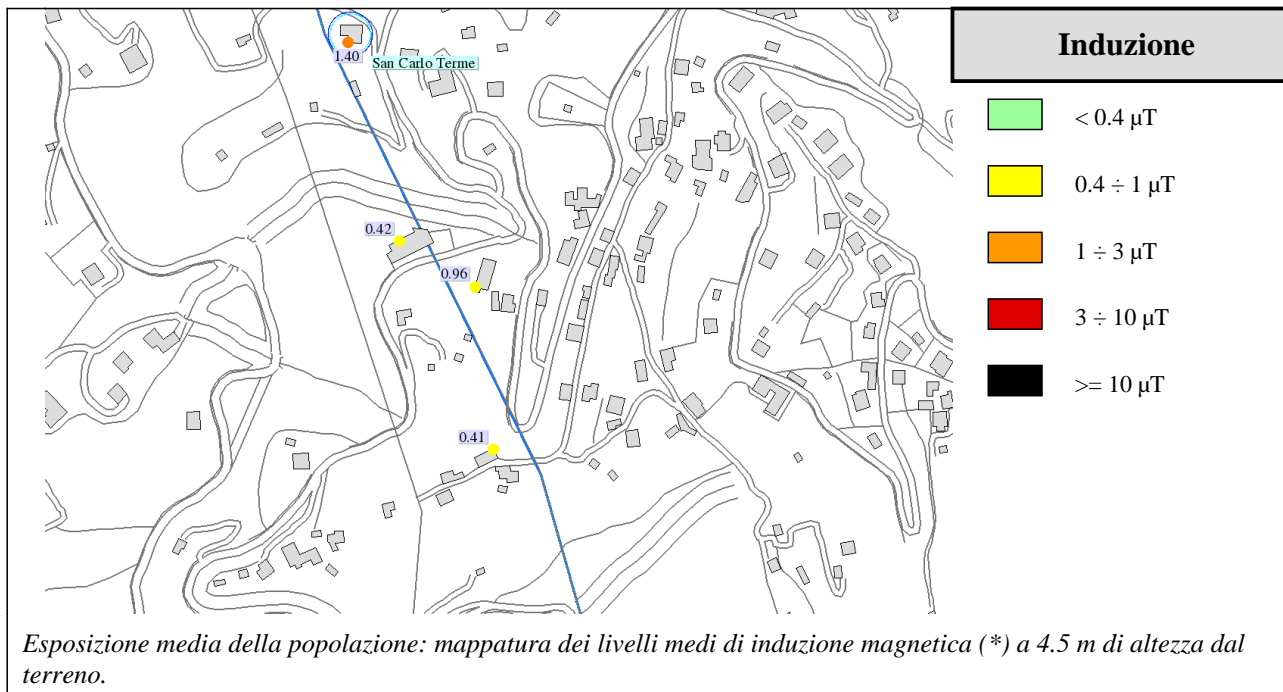 Induzione
< 0.4 µT
0.4 ÷ 1 µT
1 ÷ 3 µT
3 ÷ 10 µT
>= 10 µT
1.40
San Carlo Terme
0.42
0.96
0.41
Esposizione media della popolazione: mappatura dei livelli medi di induzione magnetica (*) a 4.5 m di altezza dal
terreno.